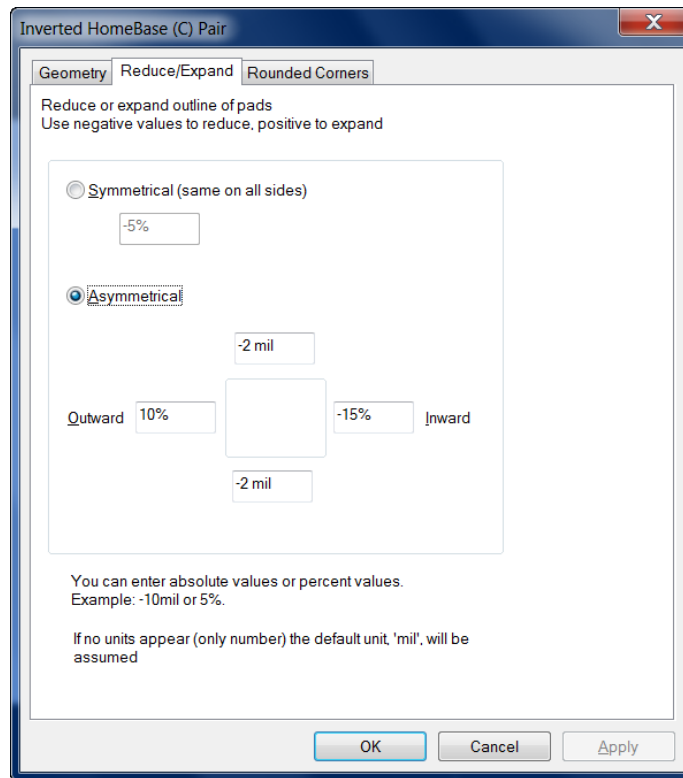 Inverted HomeBase (C) Pair
X
Geometry Reduce/Expand Rounded Corners
Reduce or expand outline of pads
Use negative values to reduce, positive to expand
Symmetrical (same on all sides)
-5%
Asymmetrical
-2 mil
Outward 10% -15% Inward
-2 mil
You can enter absolute values or percent values.
Example: -10mil or 5%.
If no units appear (only number) the default unit, 'mil', will be
assumed
OK Cancel Apply